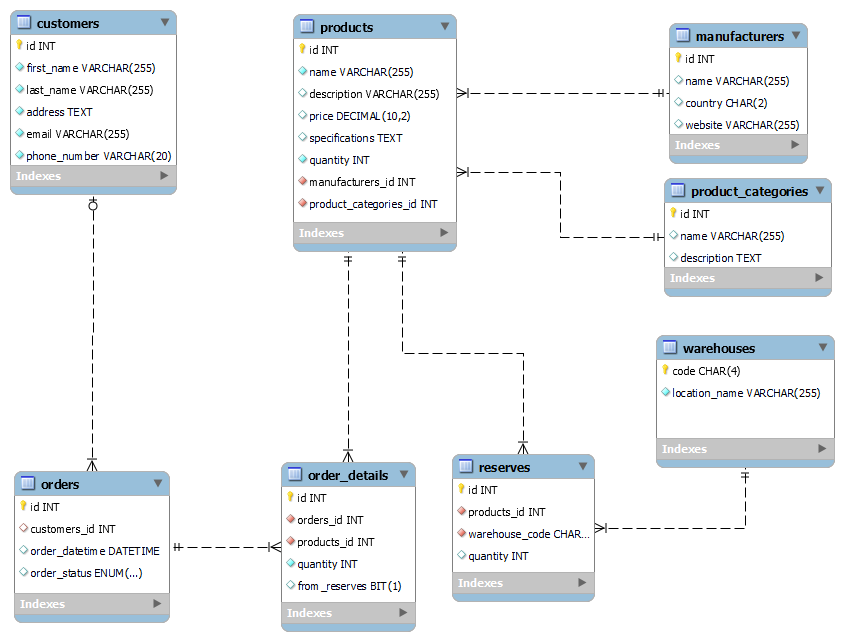 customers
id INT
first_name VARCHAR(255)
last_name VARCHAR(255)
address TEXT
email VARCHAR(255)
phone_number VARCHAR(20)
Indexes
products
id INT
name VARCHAR(255)
description VARCHAR(255)
price DECIMAL(10,2)
specifications TEXT
quantity INT
manufacturers_id INT
product_categories_id INT
Indexes
manufacturers
id INT
name VARCHAR(255)
country CHAR(2)
website VARCHAR(255)
Indexes
product_categories
id INT
name VARCHAR(255)
description TEXT
Indexes
warehouses
code CHAR(4)
location_name VARCHAR(255)
Indexes
orders
id INT
customers_id INT
order_datetime DATETIME
order_status ENUM(...)
Indexes
order_details
id INT
orders_id INT
products_id INT
quantity INT
from_reserves BIT(1)
Indexes
reserves
id INT
products_id INT
warehouse_code CHAR...
quantity INT
Indexes